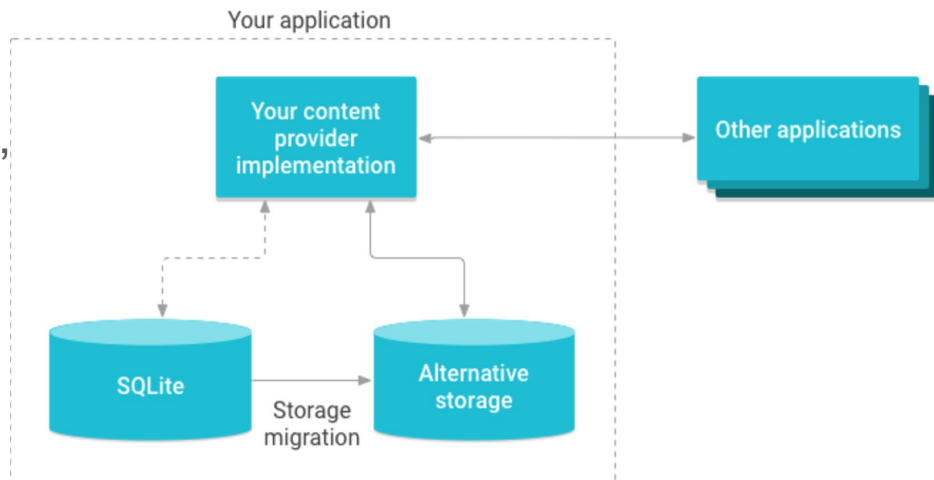 Your application
Your content
provider
implementation
Other applications
,
SQLite
Storage
migration
Alternative
storage